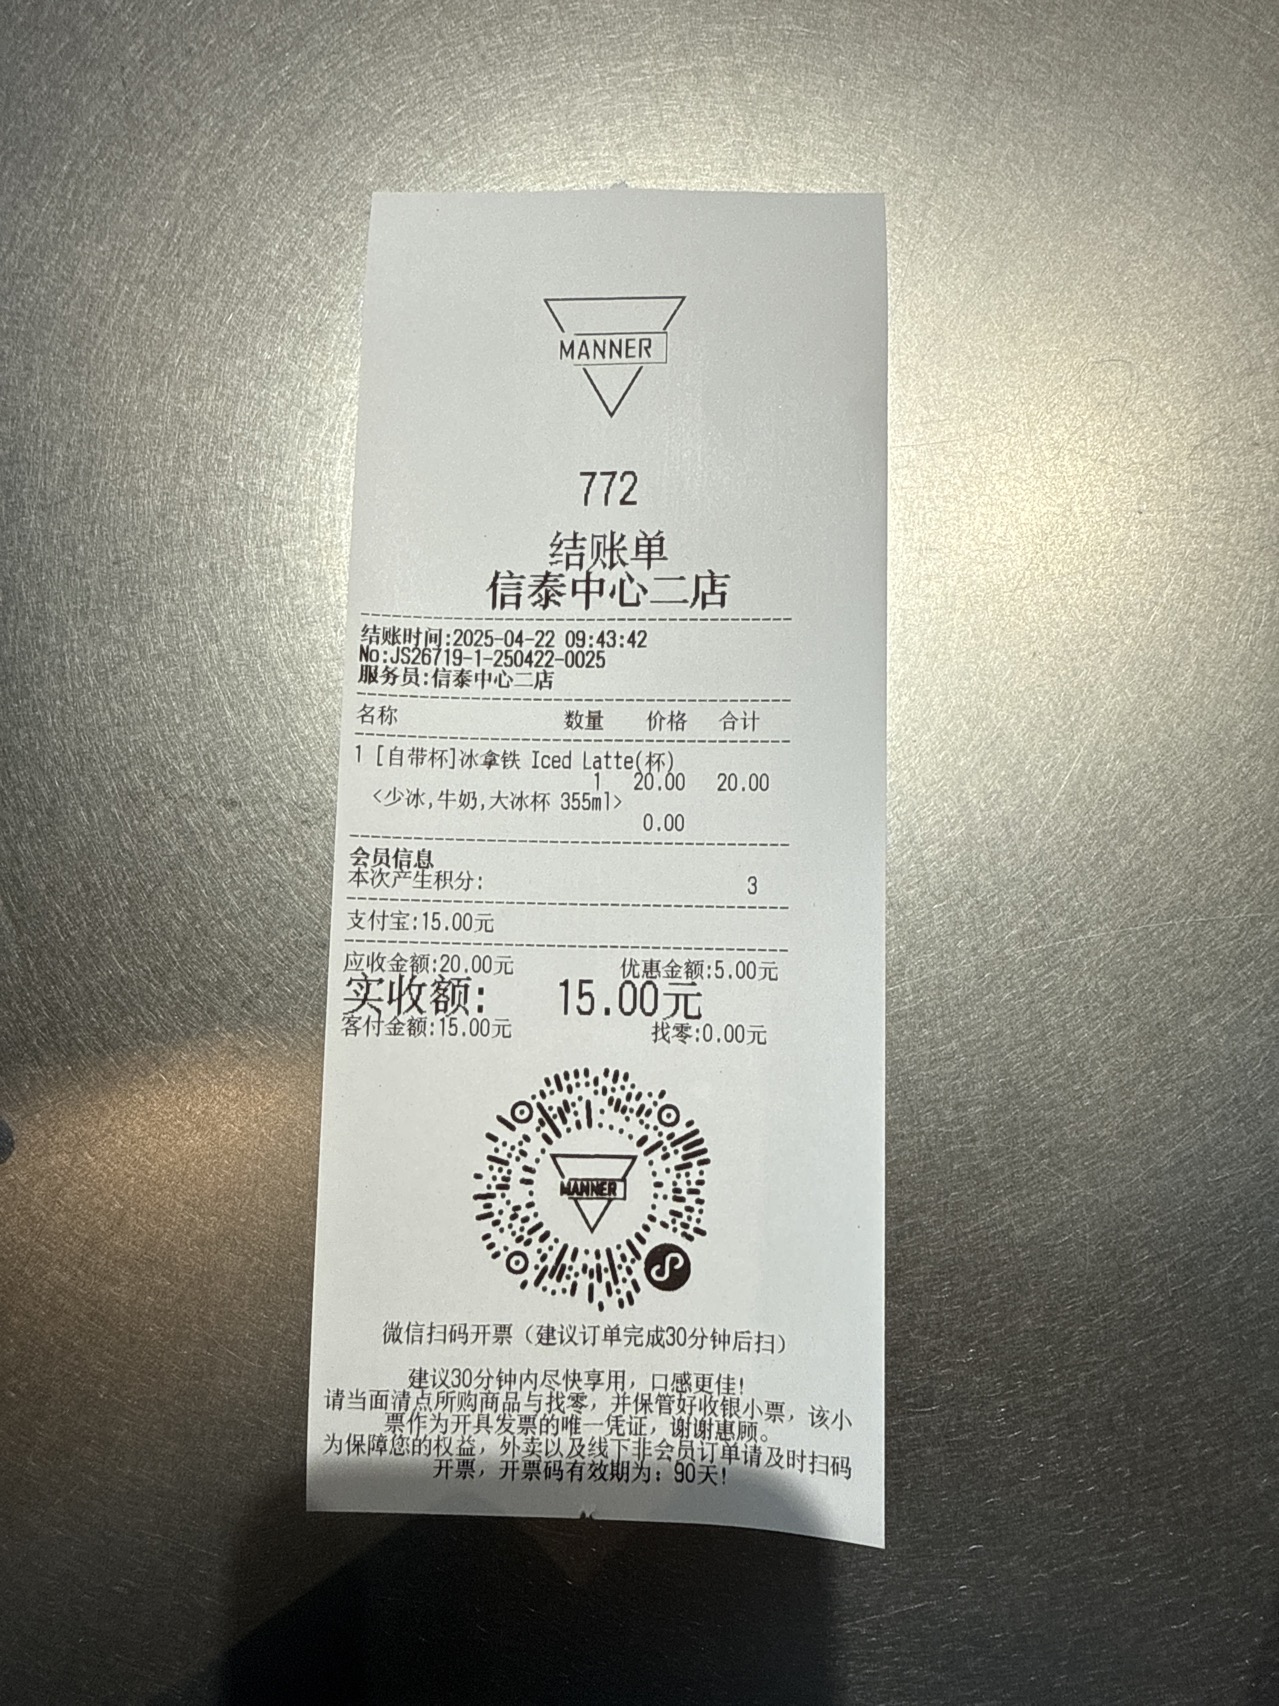 MANNER
772
结账单
信泰中心二店
结账时间:2025-04-22 09:43:42
No:JS26719-1-250422-0025
服务员:信泰中心二店
名称 数量 价格 合计
1 [自带杯]冰拿铁 Iced Latte(杯)
1 20.00 20.00
<少冰,牛奶,大冰杯 355ml>
0.00
会员信息
本次产生积分: 3
支付宝:15.00元
应收金额:20.00元 优惠金额:5.00元
实收额: 15.00元
客付金额:15.00元 找零:0.00元
MANNER
微信扫码开票（建议订单完成30分钟后扫）
建议30分钟内尽快享用，口感更佳!
请当面清点所购商品与找零，并保管好收银小票，该小
票作为开具发票的唯一凭证，谢谢惠顾。
为保障您的权益，外卖以及线下非会员订单请及时扫码
开票，开票码有效期为：90天!